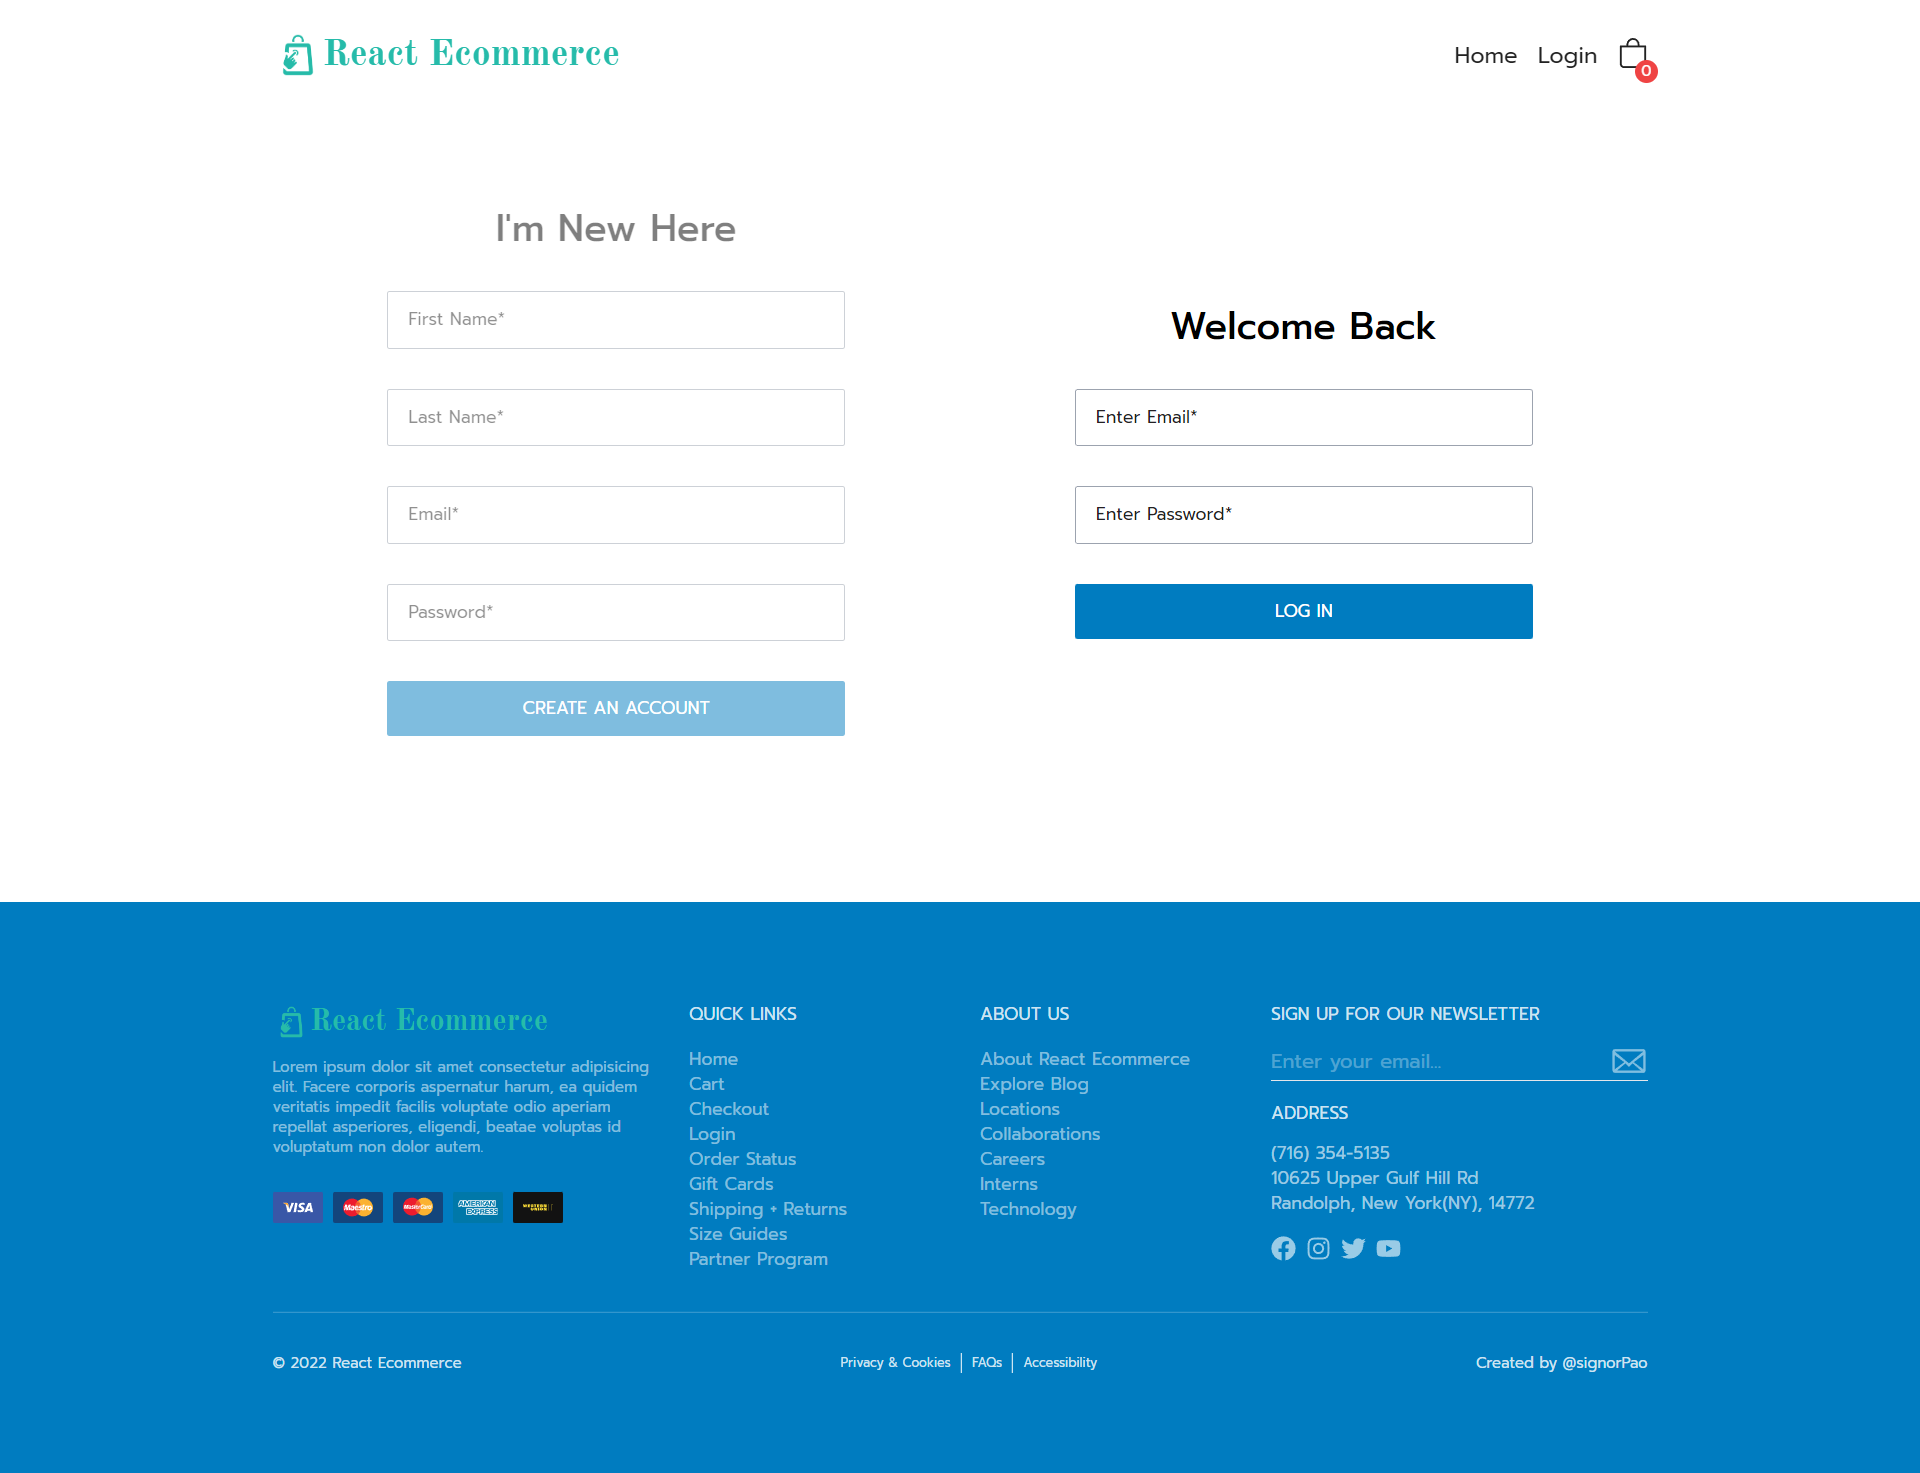 React Ecommerce
Home
Login
0
I'm New Here
First Name*
Last Name*
Email*
Password*
CREATE AN ACCOUNT
Welcome Back
Enter Email*
Enter Password*
LOG IN
React Ecommerce
Lorem ipsum dolor sit amet consectetur adipisicing
elit. Facere corporis aspernatur harum, ea quidem
veritatis impedit facilis voluptate odio aperiam
repellat asperiores, eligendi, beatae voluptas id
voluptatum non dolor autem.
VISA
Maestro
MasterCard
AMERICAN
EXPRESS
WESTERN
UNION
QUICK LINKS
Home
Cart
Checkout
Login
Order Status
Gift Cards
Shipping + Returns
Size Guides
Partner Program
ABOUT US
About React Ecommerce
Explore Blog
Locations
Collaborations
Careers
Interns
Technology
SIGN UP FOR OUR NEWSLETTER
Enter your email...
ADDRESS
(716) 354-5135
10625 Upper Gulf Hill Rd
Randolph, New York(NY), 14772
© 2022 React Ecommerce
Privacy & Cookies
FAQs
Accessibility
Created by @signorPao